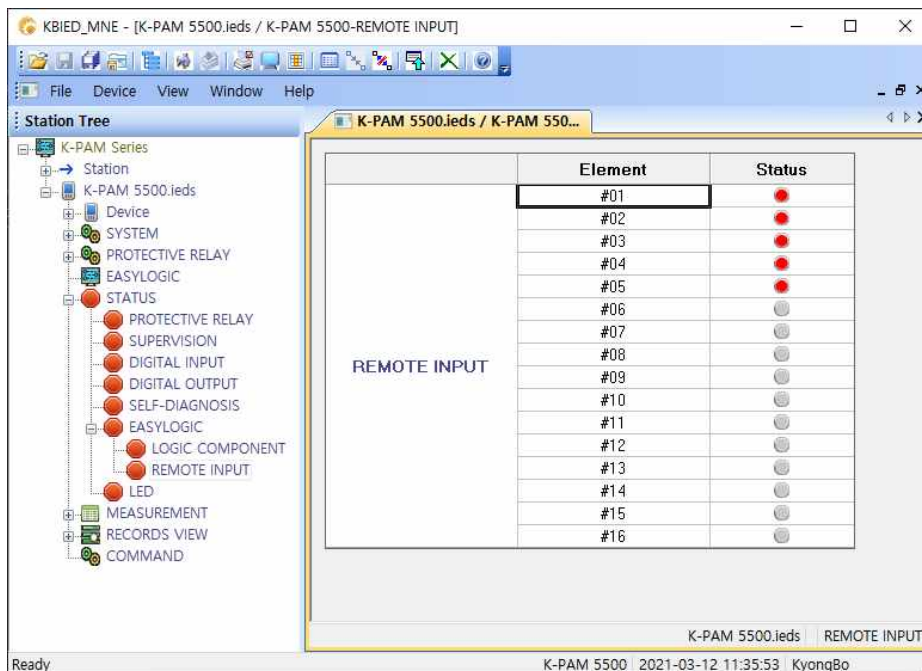 KBIED_MNE - [K-PAM 5500.ieds / K-PAM 5500-REMOTE INPUT]
File Device View Window Help
Station Tree
K-PAM Series
Station
K-PAM 5500.ieds
Device
SYSTEM
PROTECTIVE RELAY
EASYLOGIC
STATUS
PROTECTIVE RELAY
SUPERVISION
DIGITAL INPUT
DIGITAL OUTPUT
SELF-DIAGNOSIS
EASYLOGIC
LOGIC COMPONENT
REMOTE INPUT
LED
MEASUREMENT
RECORDS VIEW
COMMAND
K-PAM 5500.ieds / K-PAM 550...
Element Status
REMOTE INPUT
#01
#02
#03
#04
#05
#06
#07
#08
#09
#10
#11
#12
#13
#14
#15
#16
K-PAM 5500.ieds REMOTE INPUT
Ready K-PAM 5500 2021-03-12 11:35:53 KyongBo